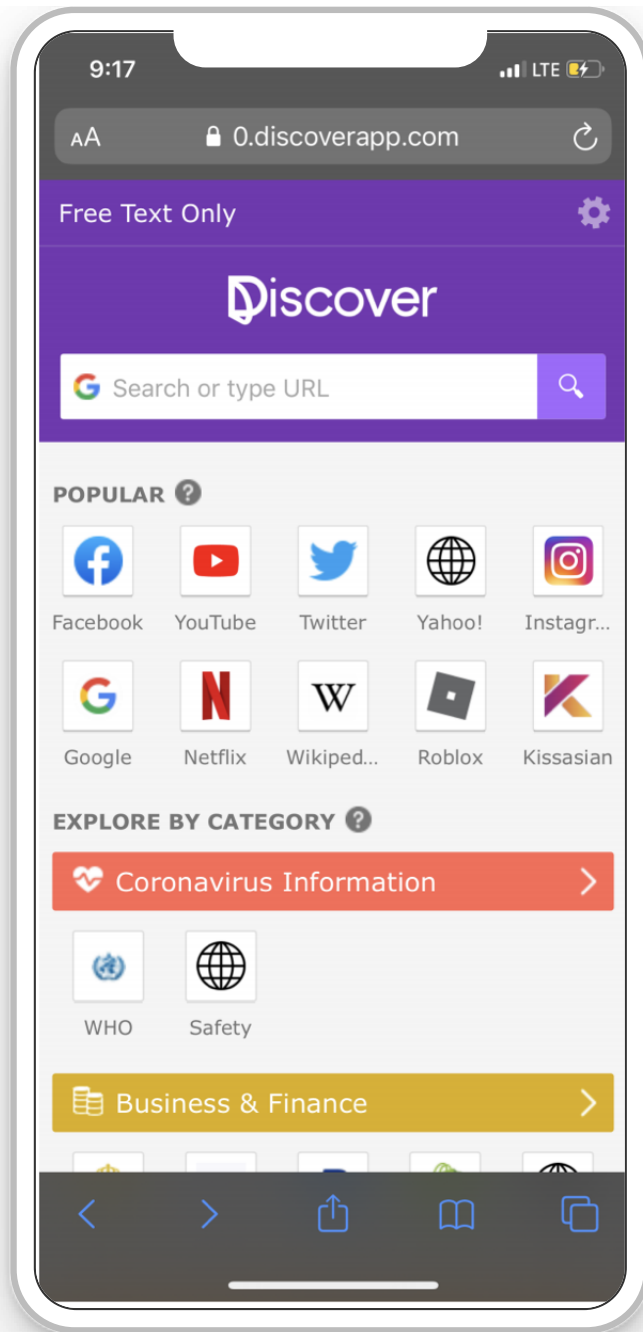 9:17 LTE
AA 0.discoverapp.com
Free Text Only
Discover
G Search or type URL
POPULAR ?
Facebook YouTube Twitter Yahoo! Instagr...
G N W
Google Netflix Wikiped... Roblox Kissasian
EXPLORE BY CATEGORY ?
Coronavirus Information
WHO Safety
Business & Finance